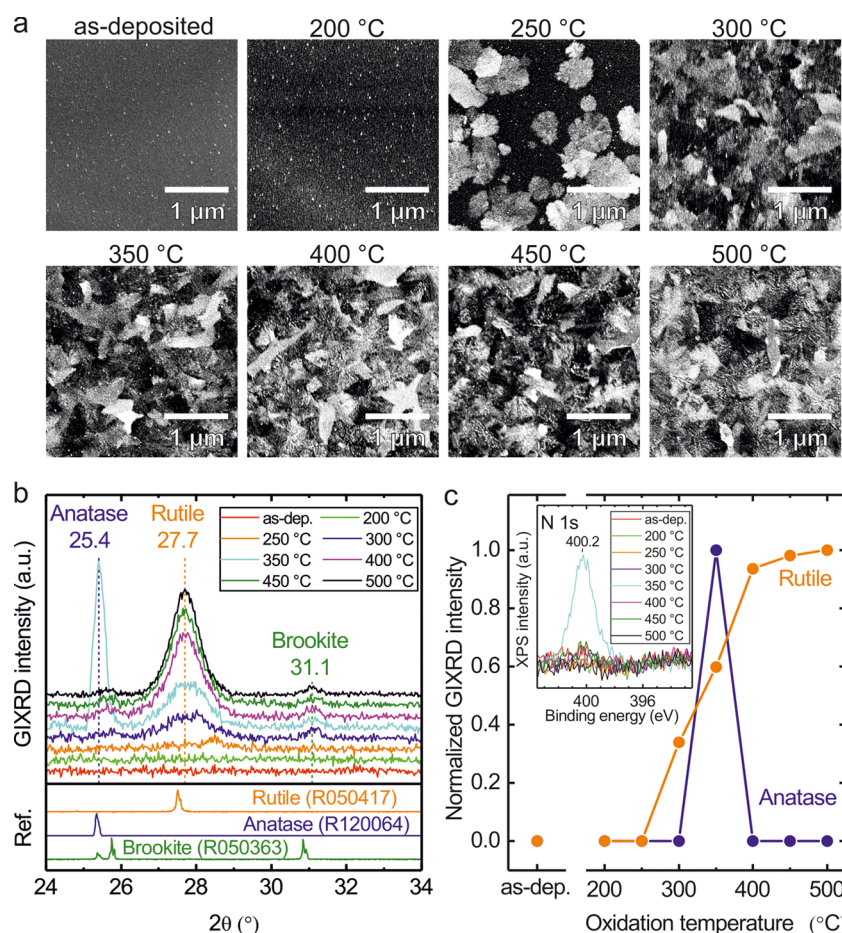 a
as-deposited 200 °C 250 °C 300 °C
1 µm 1 µm 1 µm 1 µm
350 °C 400 °C 450 °C 500 °C
1 µm 1 µm 1 µm 1 µm
b
Anatase
25.4
Rutile
27.7
as-dep. 200 °C
250 °C 300 °C
350 °C 400 °C
450 °C 500 °C
Brookite
31.1
GIXRD intensity (a.u.)
Ref.
Rutile (R050417)
Anatase (R120064)
Brookite (R050363)
24 26 28 30 32 34
2θ (°)
c
N 1s
400.2
as-dep.
200 °C
250 °C
300 °C
350 °C
400 °C
450 °C
500 °C
XPS intensity (a.u.)
400 396
Binding energy (eV)
Rutile
Anatase
Normalized GIXRD intensity
1.0
0.8
0.6
0.4
0.2
0.0
as-dep. 200 300 400 500
Oxidation temperature (°C